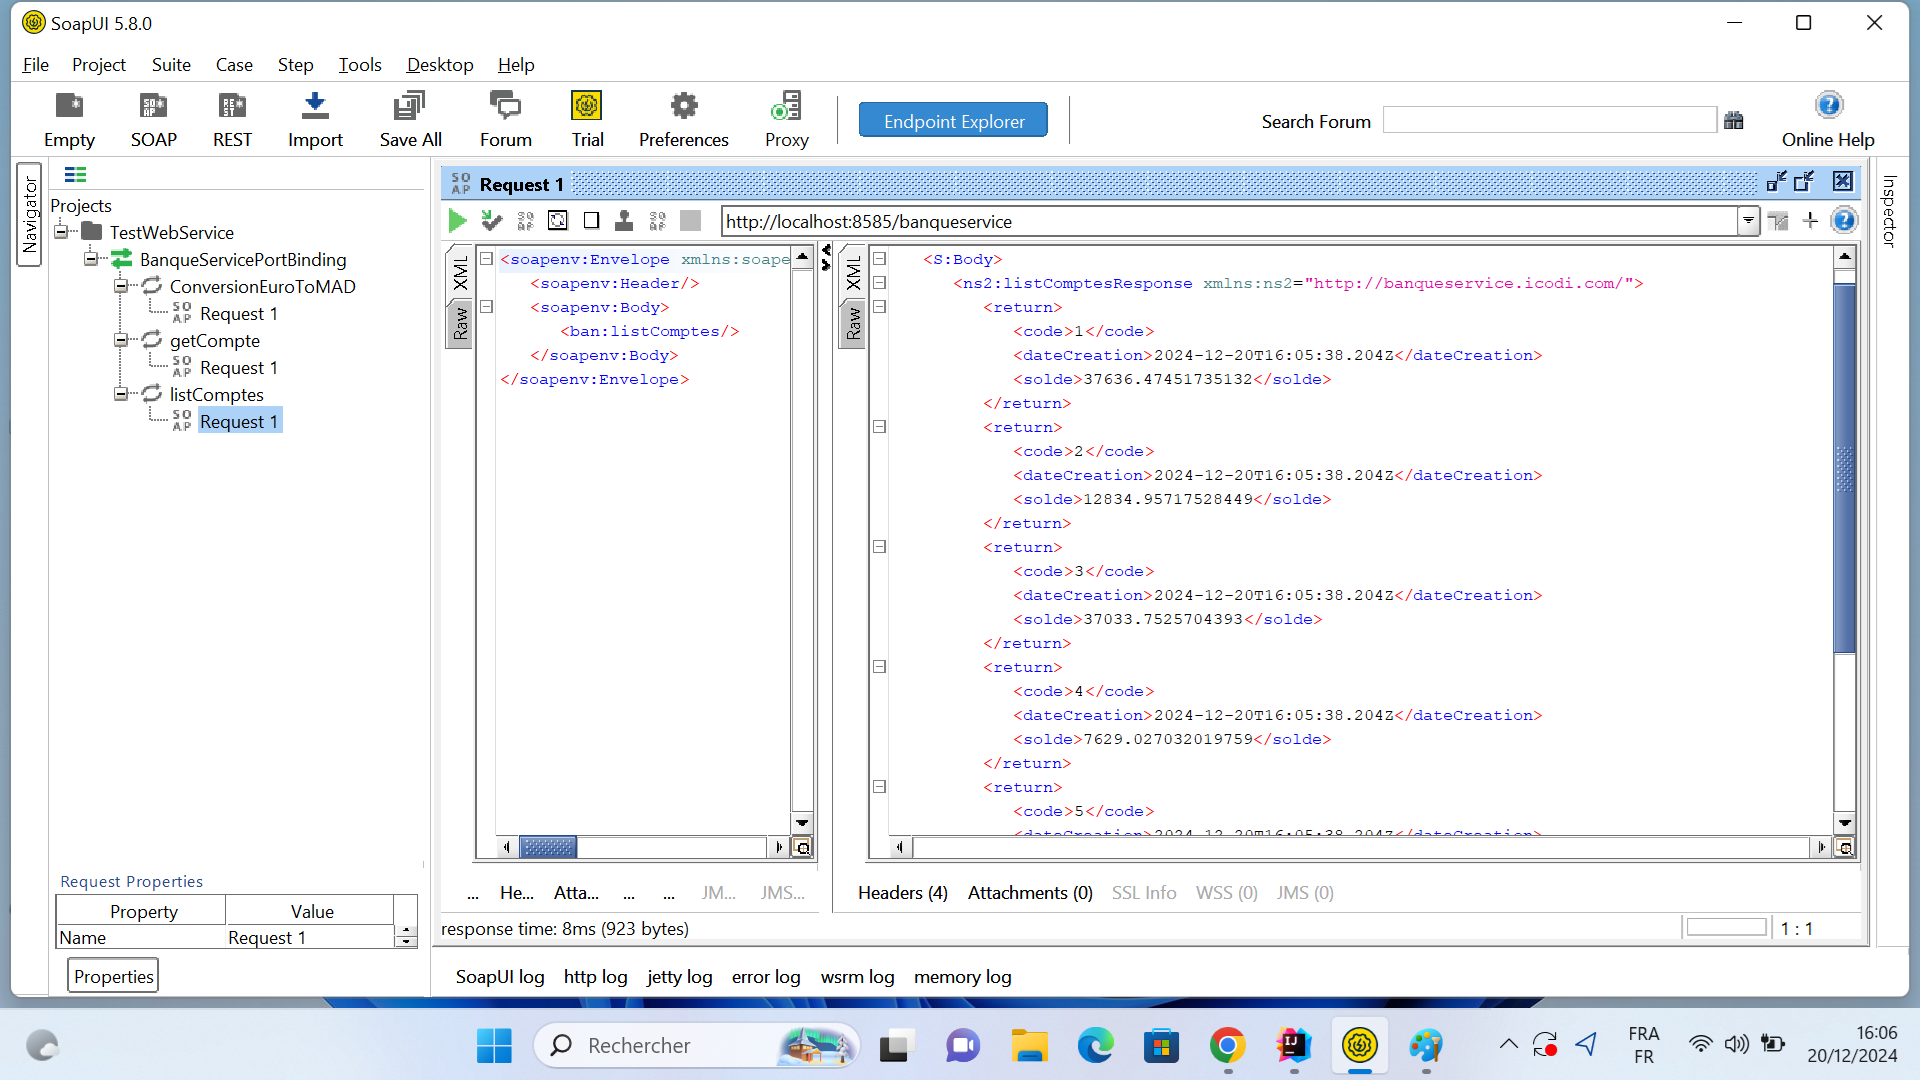 SoapUI 5.8.0
File Project Suite Case Step Tools Desktop Help
Empty SOAP REST Import Save All Forum Trial Preferences Proxy Endpoint Explorer Search Forum Online Help
Navigator
Projects
TestWebService
BanqueServicePortBinding
ConversionEuroToMAD
Request 1
getCompte
Request 1
listComptes
Request 1
Request Properties
Property Value
Name Request 1
Properties
Request 1
http://localhost:8585/banqueservice
XML
Raw
<soapenv:Envelope xmlns:soape
<soapenv:Header/>
<soapenv:Body>
<ban:listComptes/>
</soapenv:Body>
</soapenv:Envelope>
... He... Atta... ... ... JM... JMS...
XML
Raw
<S:Body>
<ns2:listComptesResponse xmlns:ns2="http://banqueservice.icodi.com/">
<return>
<code>1</code>
<dateCreation>2024-12-20T16:05:38.204Z</dateCreation>
<solde>37636.47451735132</solde>
</return>
<return>
<code>2</code>
<dateCreation>2024-12-20T16:05:38.204Z</dateCreation>
<solde>12834.95717528449</solde>
</return>
<return>
<code>3</code>
<dateCreation>2024-12-20T16:05:38.204Z</dateCreation>
<solde>37033.7525704393</solde>
</return>
<return>
<code>4</code>
<dateCreation>2024-12-20T16:05:38.204Z</dateCreation>
<solde>7629.027032019759</solde>
</return>
<return>
<code>5</code>
<dateCreation>2024-12-20T16:05:38.204Z</dateCreation>
Headers (4) Attachments (0) SSL Info WSS (0) JMS (0)
response time: 8ms (923 bytes)
1 : 1
Inspector
SoapUI log http log jetty log error log wsrm log memory log
Rechercher
FRA
FR
16:06
20/12/2024